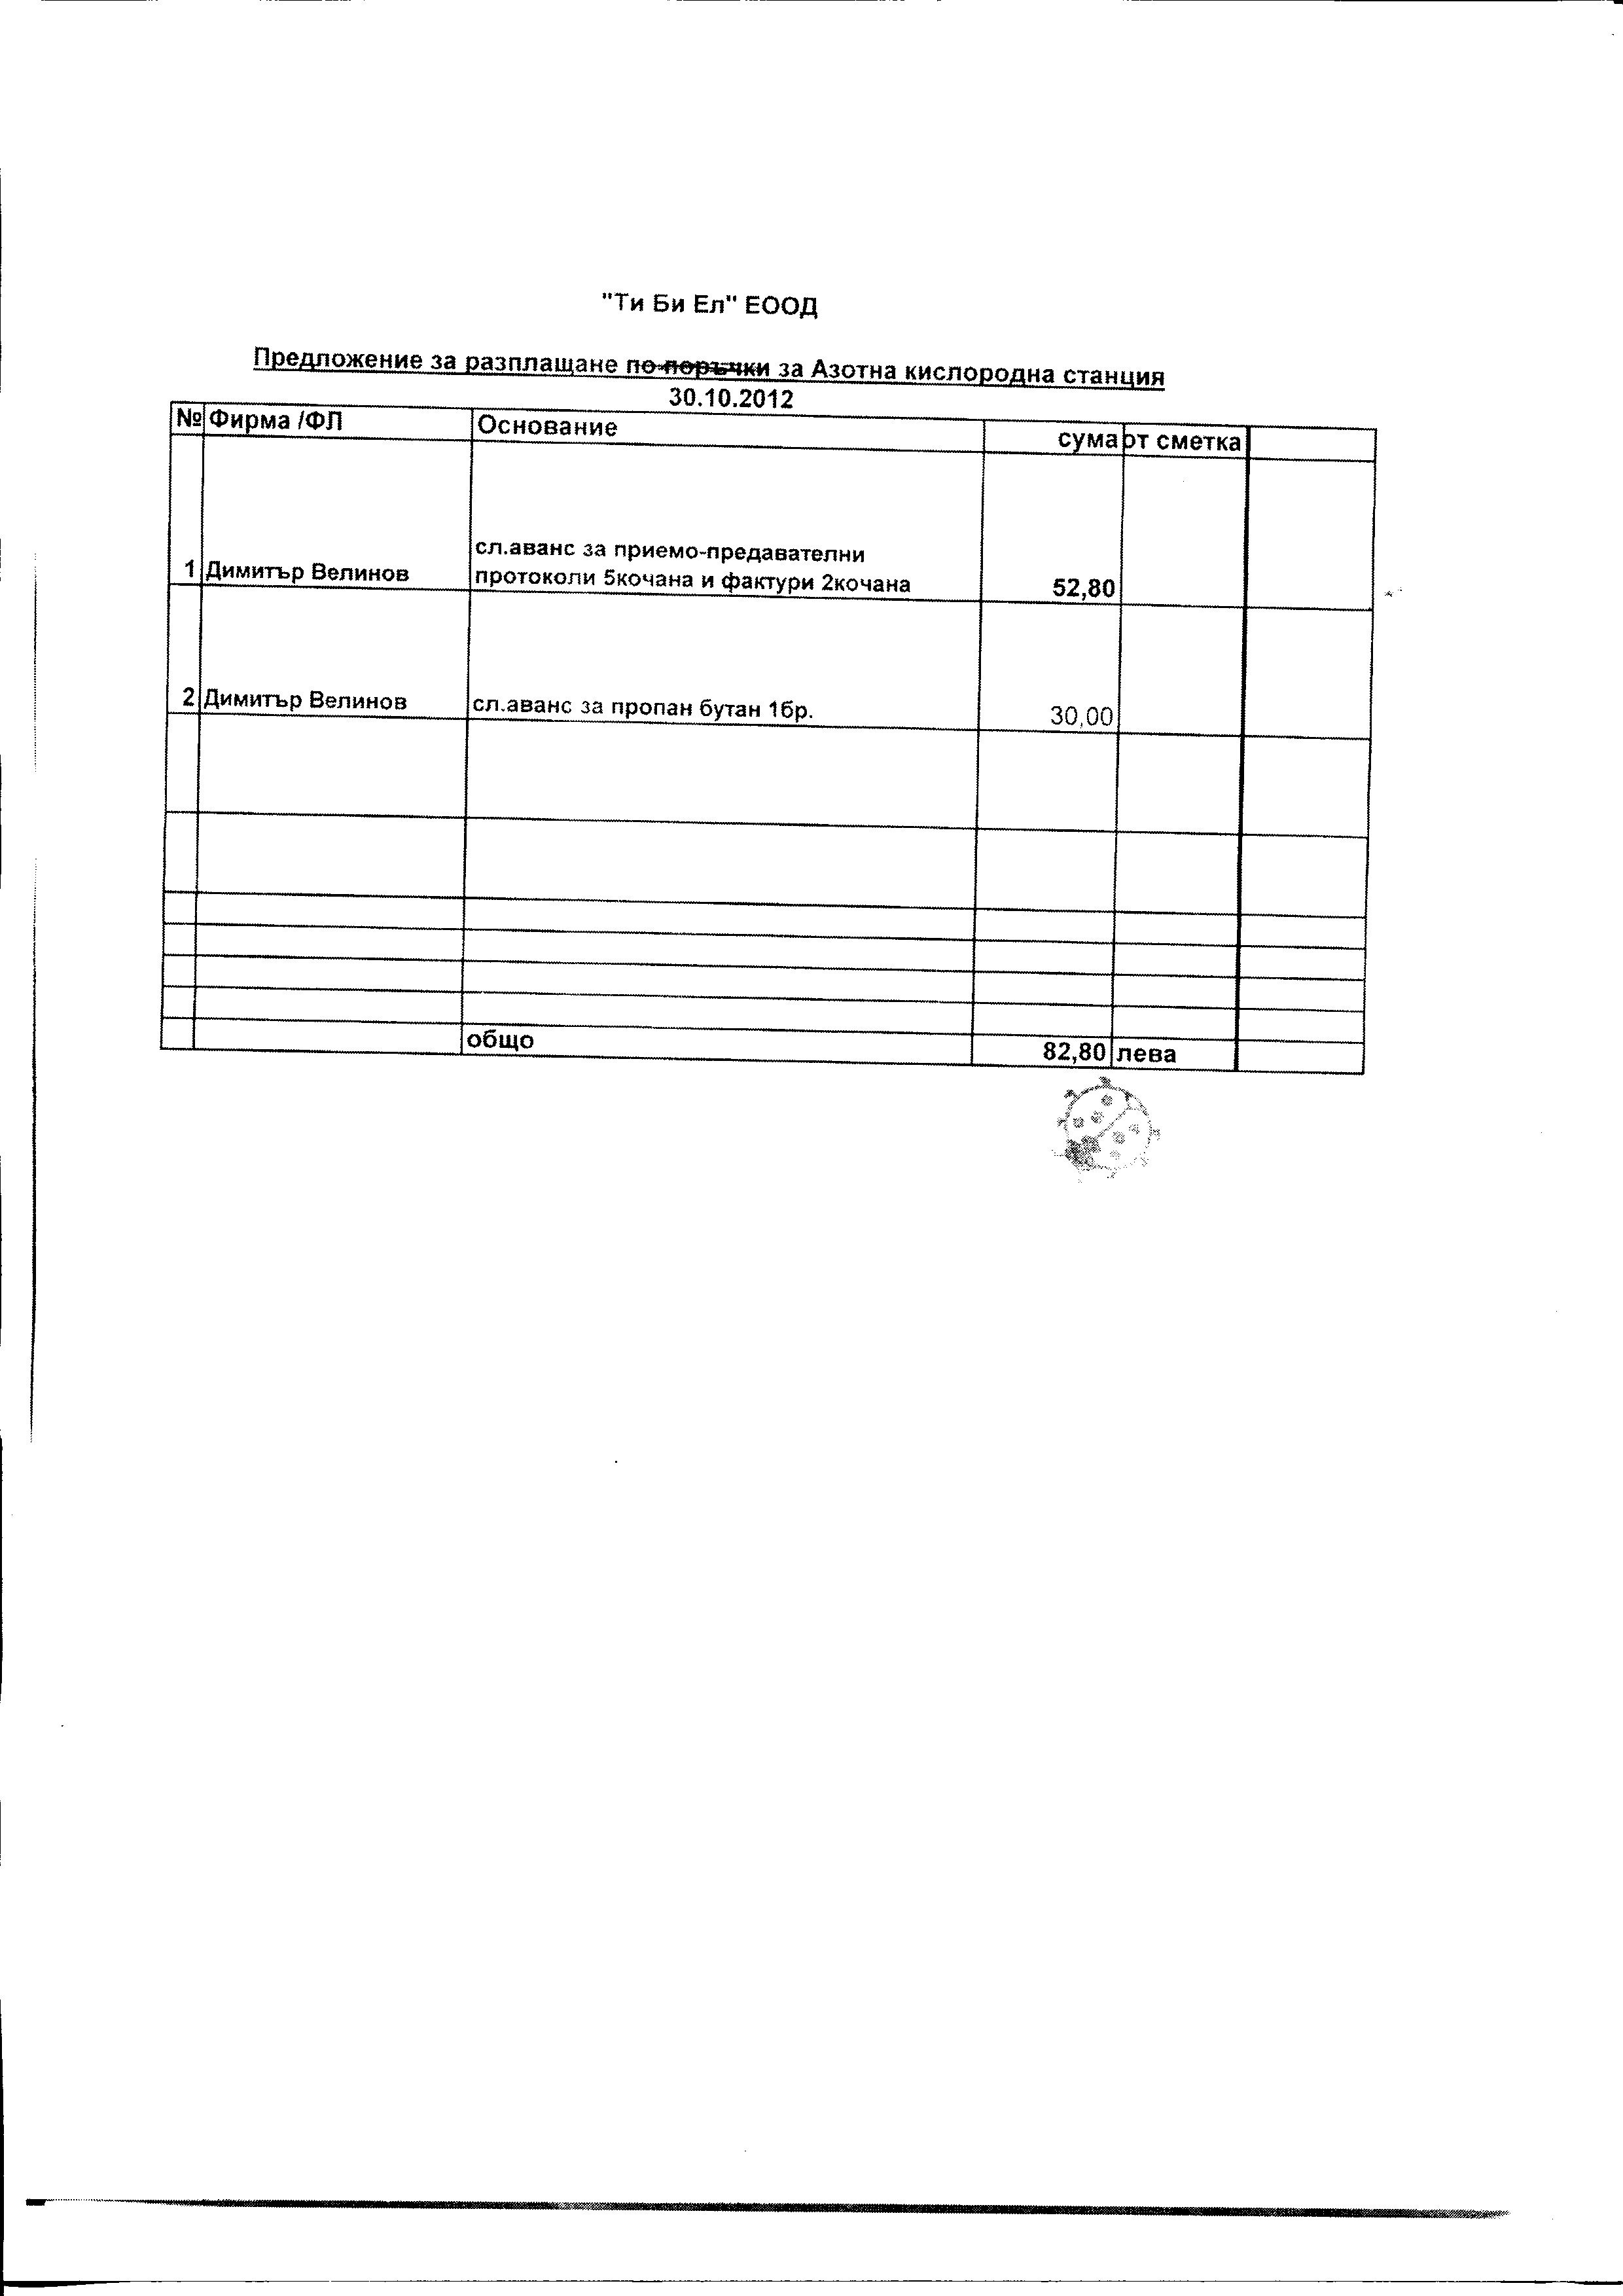 "Ти Би Ел" ЕООД
Предложение за разплащане по поръчки за Азотна кислородна станция
30.10.2012
№ Фирма /ФЛ Основание сума от сметка
сл.аванс за приемо-предавателни
1 Димитър Велинов протоколи 5кочана и фактури 2кочана 52,80
2 Димитър Велинов сл.аванс за пропан бутан 1бр. 30,00
общо 82,80 лева